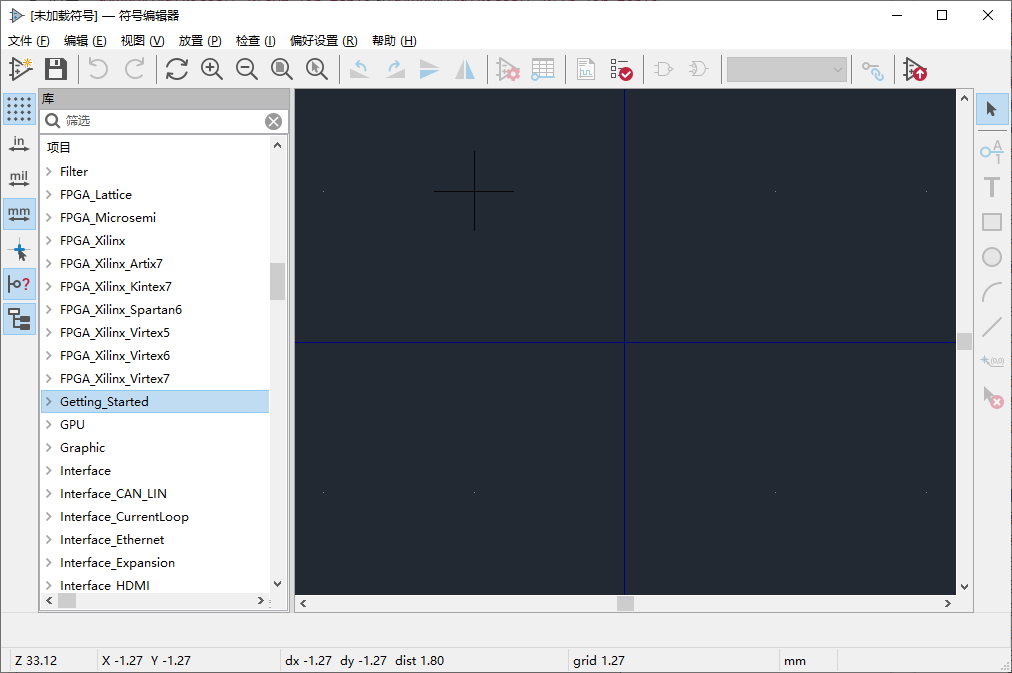 [未加载符号] — 符号编辑器
文件 (F) 编辑 (E) 视图 (V) 放置 (P) 检查 (I) 偏好设置 (R) 帮助 (H)
库
筛选
in
mil
mm
项目
Filter
FPGA_Lattice
FPGA_Microsemi
FPGA_Xilinx
FPGA_Xilinx_Artix7
FPGA_Xilinx_Kintex7
FPGA_Xilinx_Spartan6
FPGA_Xilinx_Virtex5
FPGA_Xilinx_Virtex6
FPGA_Xilinx_Virtex7
Getting_Started
GPU
Graphic
Interface
Interface_CAN_LIN
Interface_CurrentLoop
Interface_Ethernet
Interface_Expansion
Interface_HDMI
A
1
T
(0,0)
Z 33.12 X -1.27 Y -1.27 dx -1.27 dy -1.27 dist 1.80 grid 1.27 mm